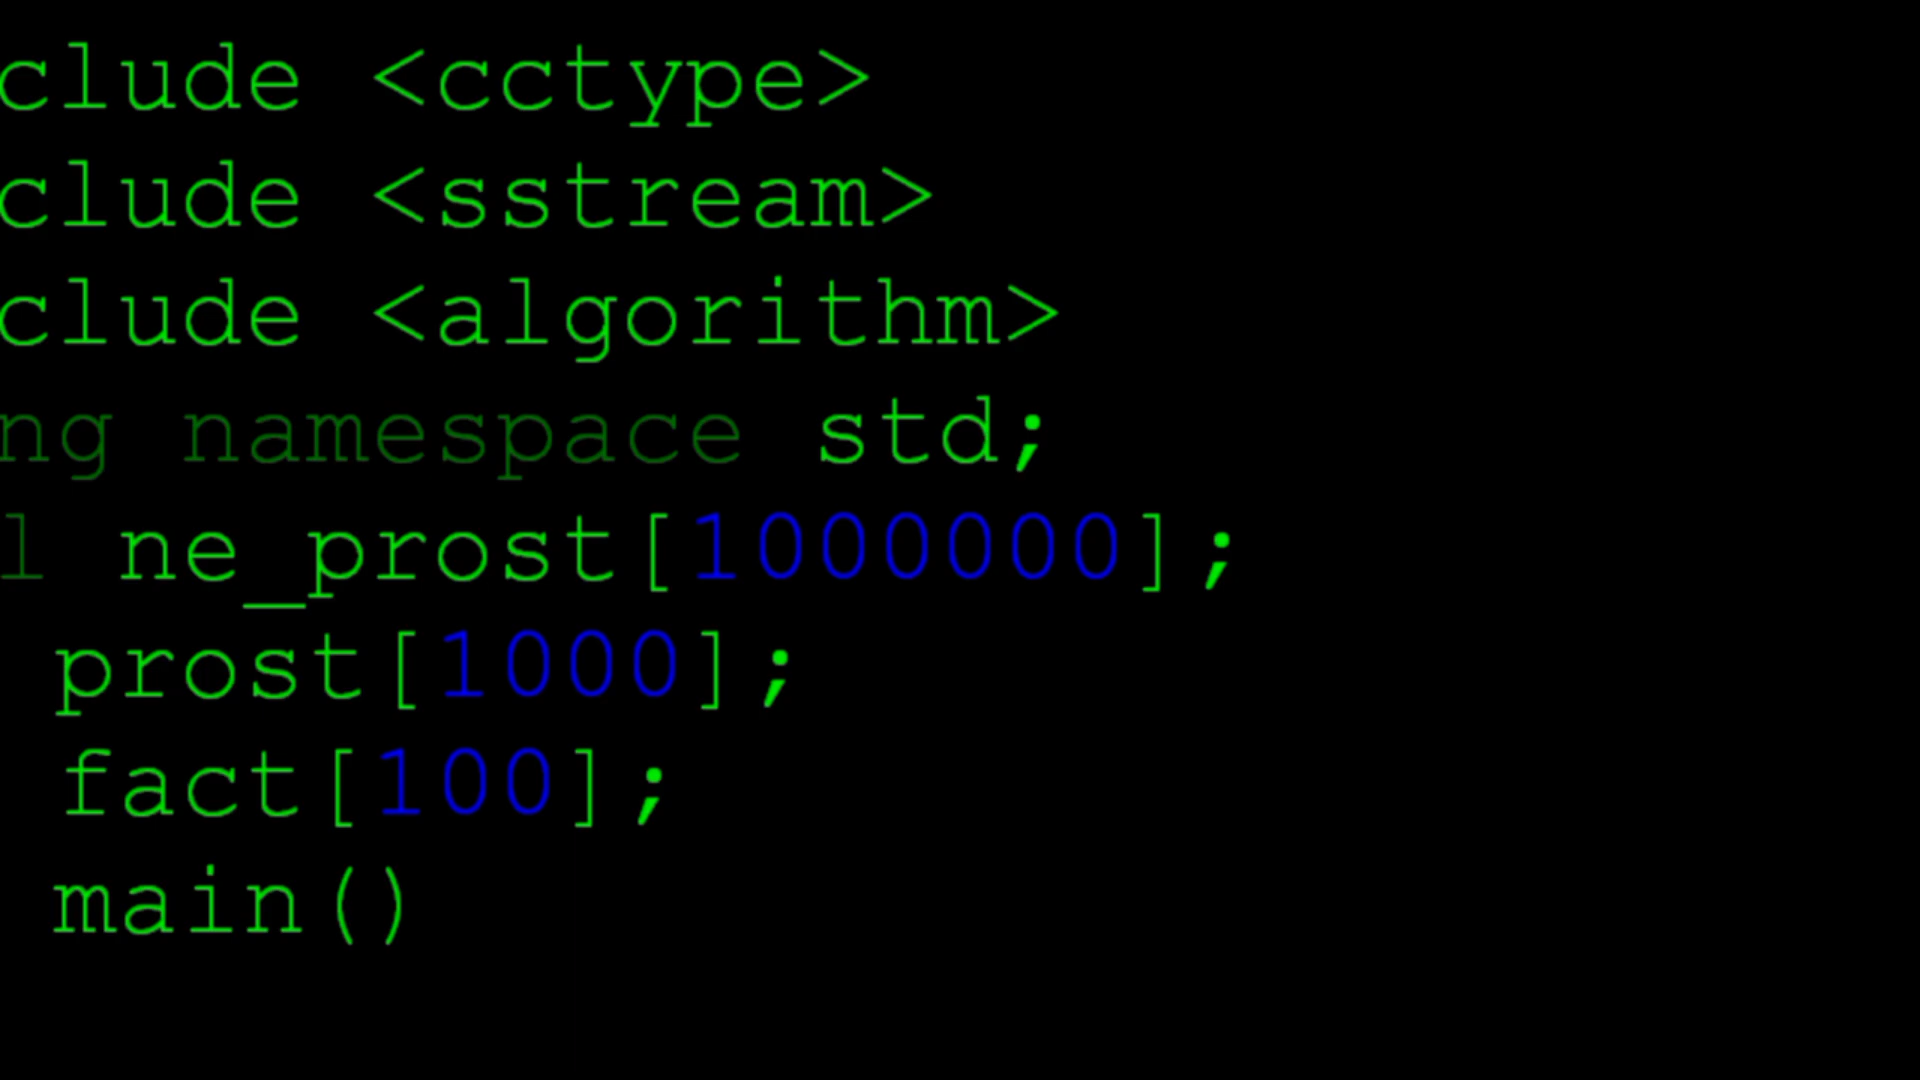 clude <cctype>
clude <sstream>
clude <algorithm>
ng namespace std;
l ne_prost[1000000];
prost[1000];
fact[100];
main()